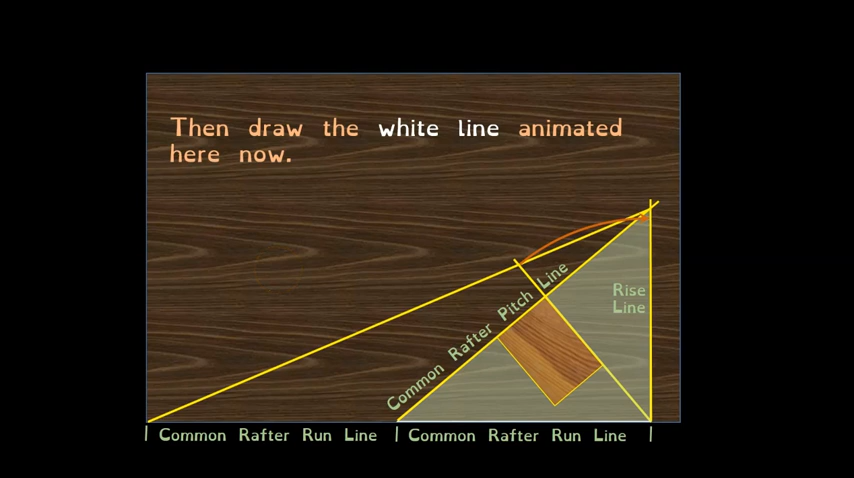 Then draw the white line animated
here now.
Rise
Line
Common Rafter Pitch Line
Common Rafter Run Line
Common Rafter Run Line